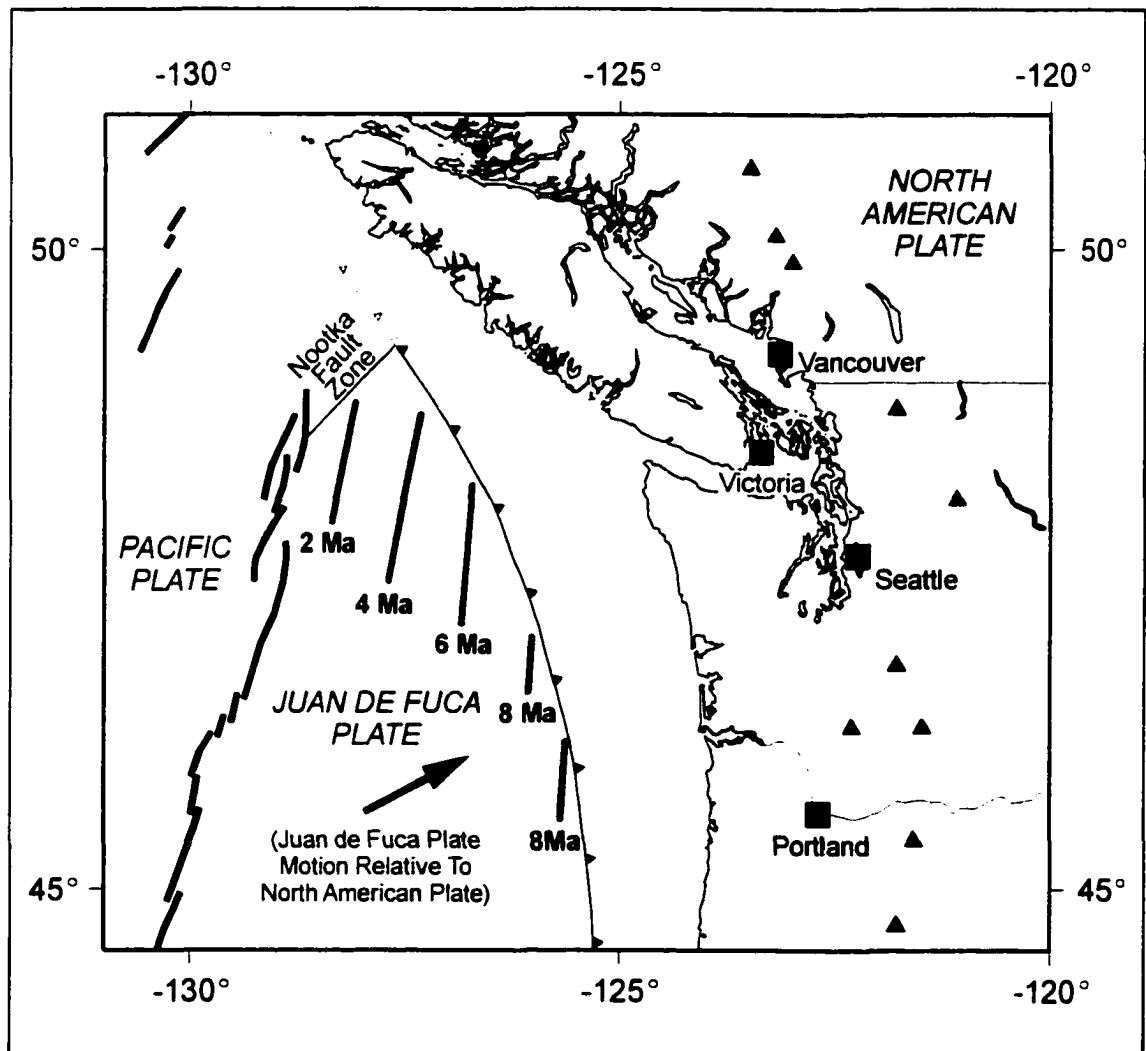 -130°
-125°
-120°
NORTH
AMERICAN
PLATE
50°
50°
Nootka
Fault
Zone
Vancouver
Victoria
2 Ma
PACIFIC
PLATE
Seattle
4 Ma
6 Ma
JUAN DE FUCA
PLATE
8 Ma
(Juan de Fuca Plate
Motion Relative To
North American Plate)
8Ma
Portland
45°
45°
-130°
-125°
-120°